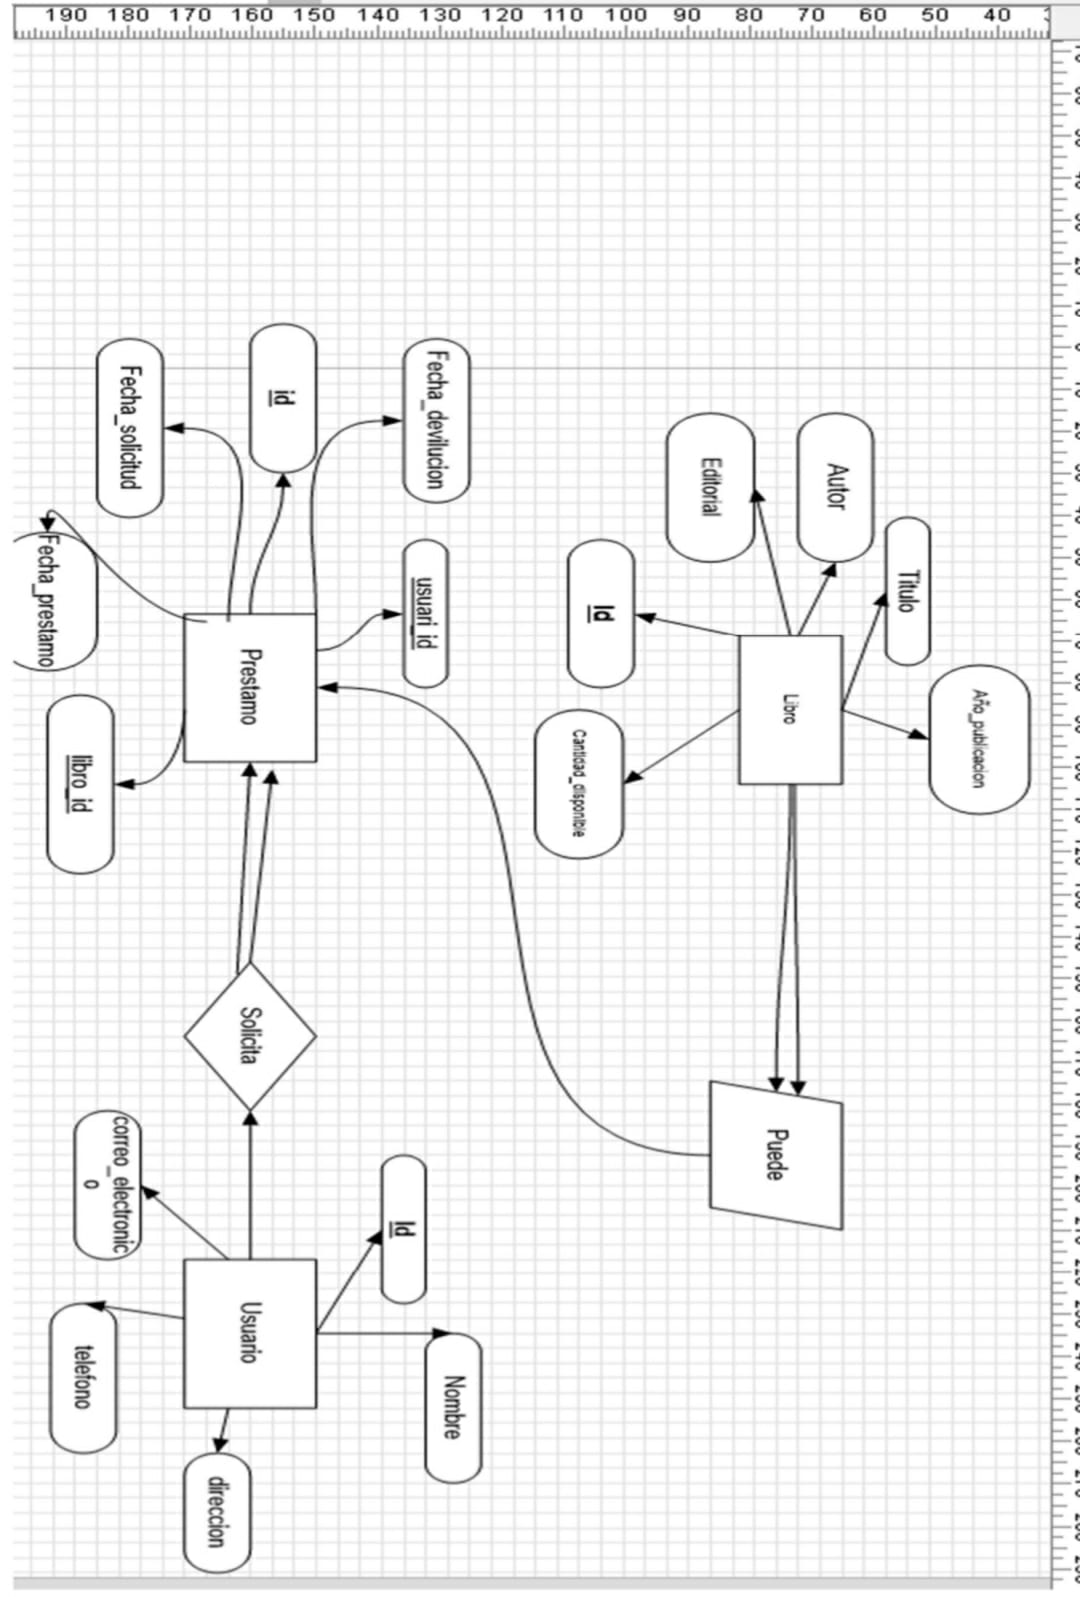 Año_publicacion
Titulo
Autor
Libro
Puede
Editorial
Id
Cantidad_disponible
Nombre
Fecha_devilucion
usuari_id
Id
id
Prestamo
Solicita
Usuario
direccion
Fecha_solicitud
correo_electronic
o
telefono
libro_id
Fecha_prestamo
40
50
60
70
80
90
100
110
120
130
140
150
160
170
180
190